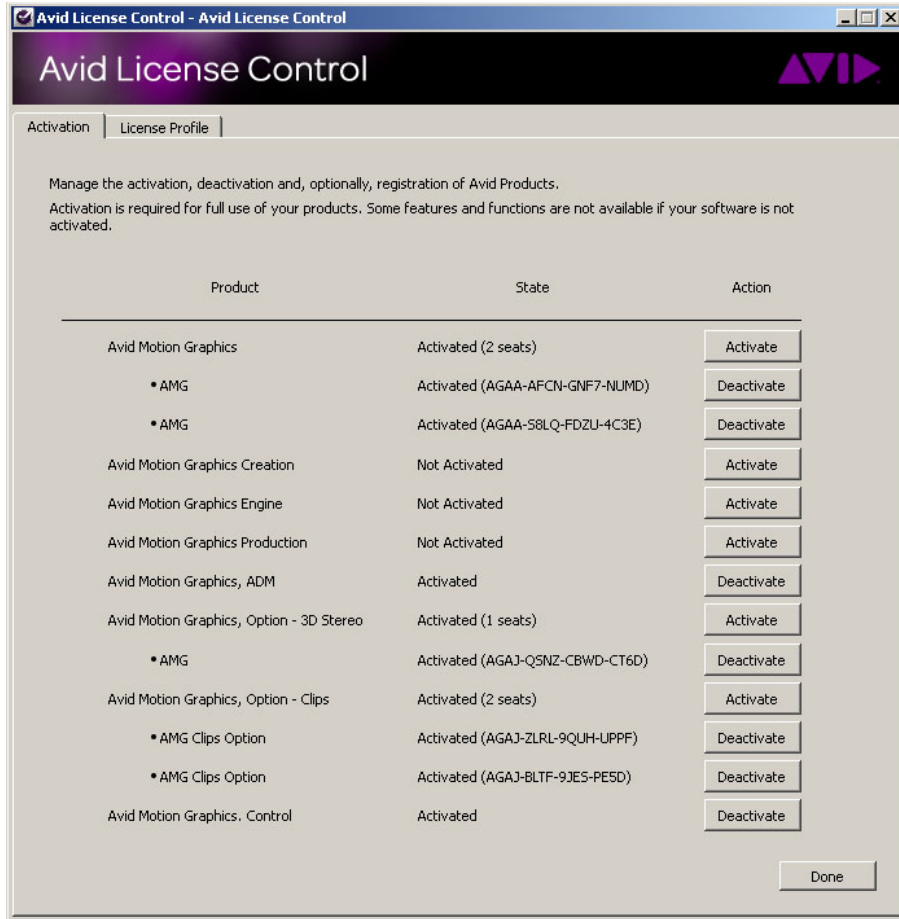 Avid License Control - Avid License Control
Avid License Control
AVID
Activation License Profile
Manage the activation, deactivation and, optionally, registration of Avid Products.
Activation is required for full use of your products. Some features and functions are not available if your software is not
activated.
Product State Action
Avid Motion Graphics Activated (2 seats) Activate
• AMG Activated (AGAA-AFCN-GNF7-NUMD) Deactivate
• AMG Activated (AGAA-S8LQ-FDZU-4C3E) Deactivate
Avid Motion Graphics Creation Not Activated Activate
Avid Motion Graphics Engine Not Activated Activate
Avid Motion Graphics Production Not Activated Activate
Avid Motion Graphics, ADM Activated Deactivate
Avid Motion Graphics, Option - 3D Stereo Activated (1 seats) Activate
• AMG Activated (AGAJ-QSNZ-CBWD-CT6D) Deactivate
Avid Motion Graphics, Option - Clips Activated (2 seats) Activate
• AMG Clips Option Activated (AGAJ-ZLRL-9QUH-UPPF) Deactivate
• AMG Clips Option Activated (AGAJ-BLTF-9JES-PE5D) Deactivate
Avid Motion Graphics. Control Activated Deactivate
Done